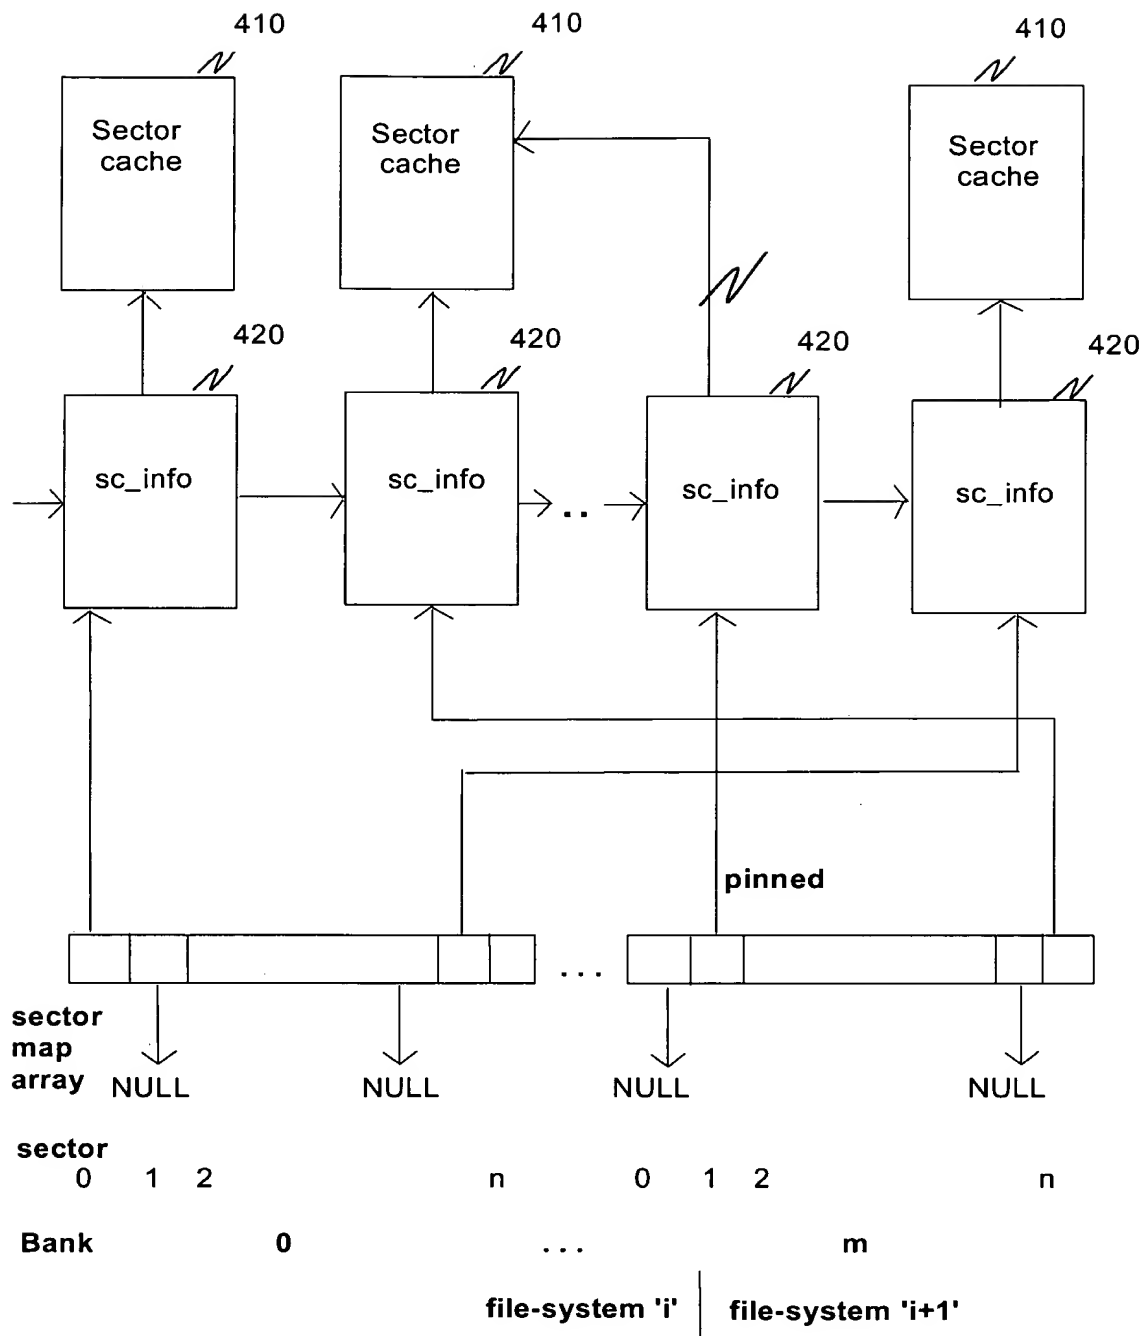 410 410 410
Sector cache
Sector cache
Sector cache
420 420 420 420
sc_info sc_info .. sc_info sc_info
pinned
...
sector
map
array NULL NULL NULL NULL
sector
0 1 2 n 0 1 2 n
Bank 0 ... m
file-system 'i' file-system 'i+1'